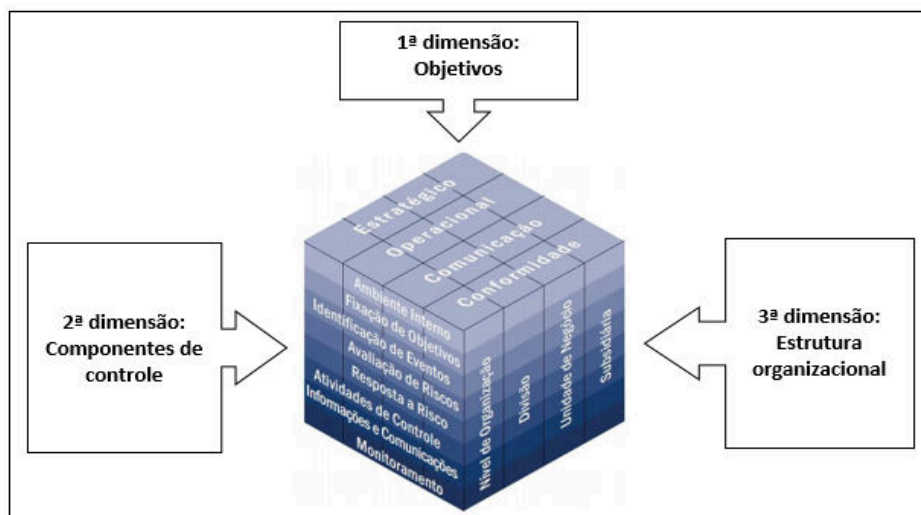 1ª dimensão:
Objetivos
Estratégico
Operacional
Comunicação
Conformidade
2ª dimensão:
Componentes de
controle
Ambiente Interno
Fixação de Objetivos
Identificação de Eventos
Avaliação de Riscos
Resposta a Risco
Atividades de Controle
Informações e Comunicações
Monitoramento
Nível de Organização
Divisão
Unidade de Negócio
Subsidiária
3ª dimensão:
Estrutura
organizacional